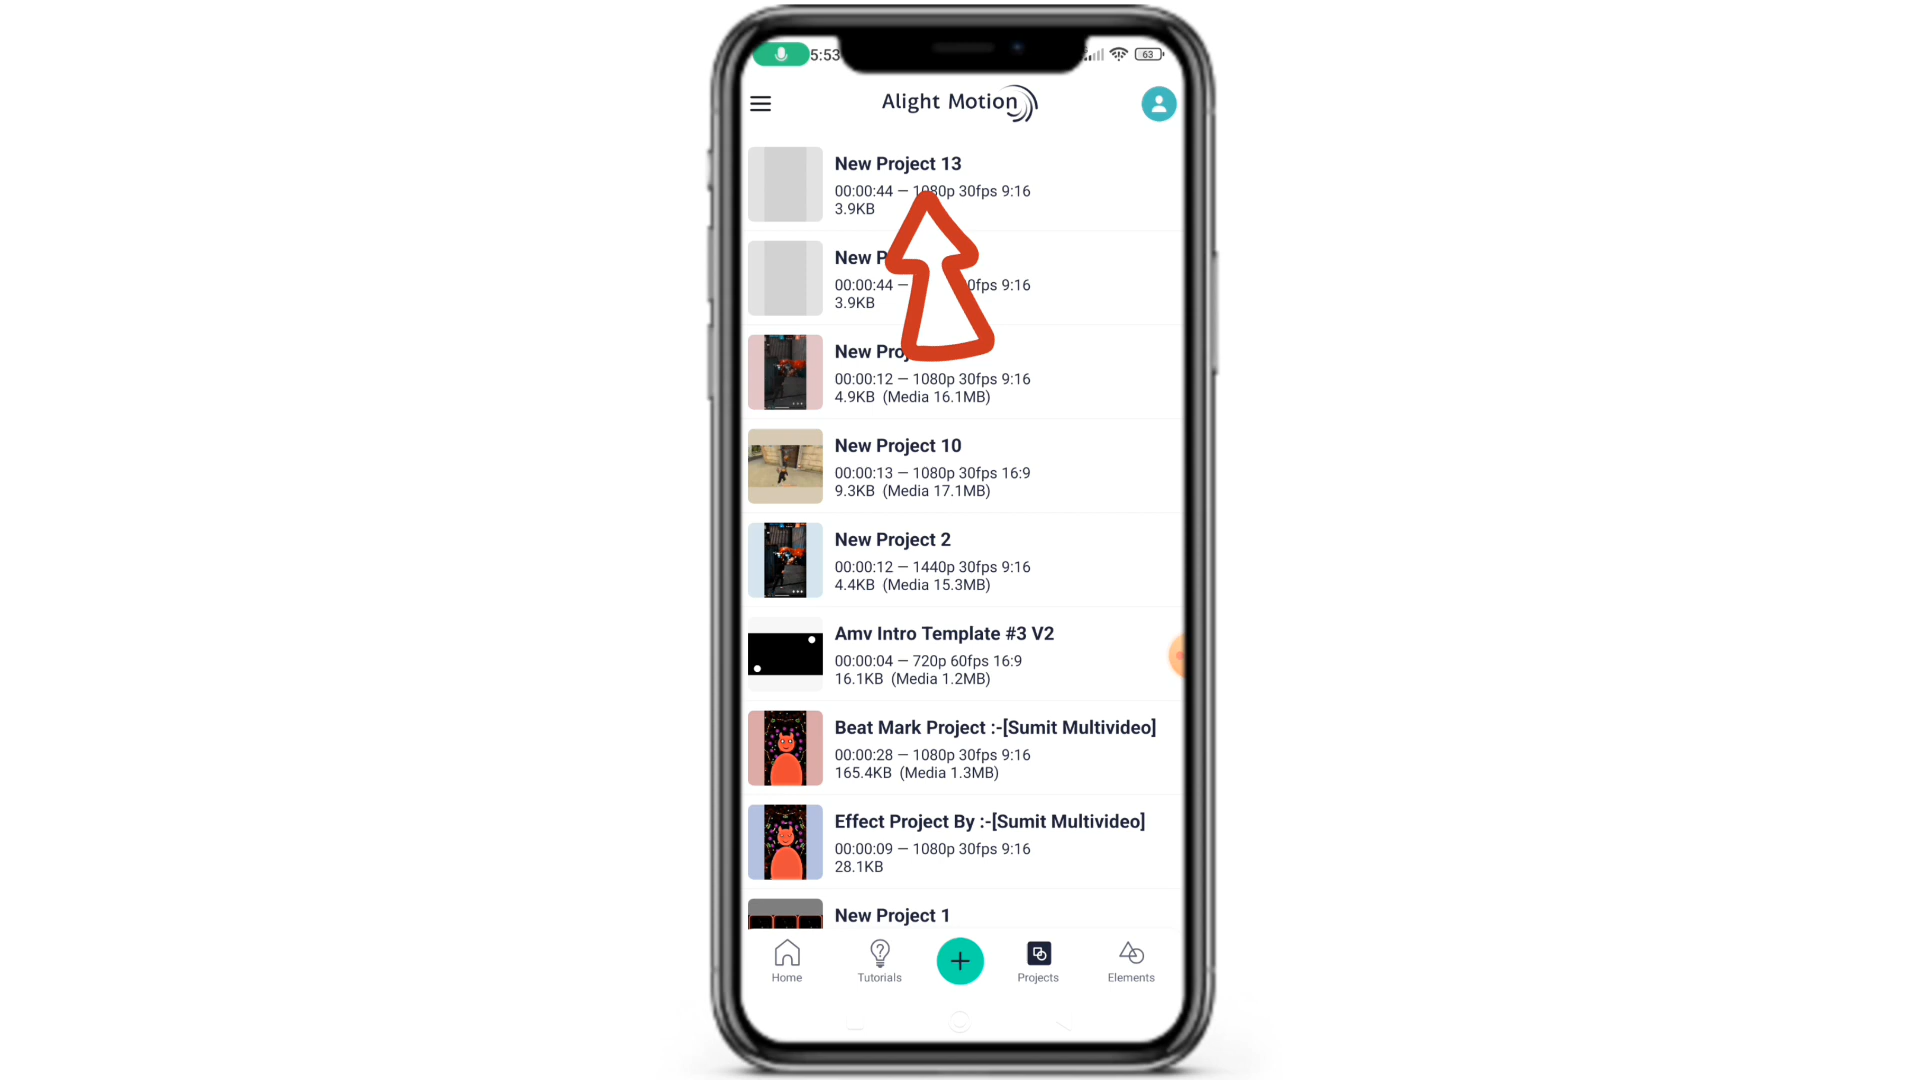 5:53
63
Alight Motion
New Project 13
00:00:44 — 1080p 30fps 9:16
3.9KB
New P
00:00:44 — 0fps 9:16
3.9KB
New Proj
00:00:12 — 1080p 30fps 9:16
4.9KB (Media 16.1MB)
New Project 10
00:00:13 — 1080p 30fps 16:9
9.3KB (Media 17.1MB)
New Project 2
00:00:12 — 1440p 30fps 9:16
4.4KB (Media 15.3MB)
Amv Intro Template #3 V2
00:00:04 — 720p 60fps 16:9
16.1KB (Media 1.2MB)
Beat Mark Project :-[Sumit Multivideo]
00:00:28 — 1080p 30fps 9:16
165.4KB (Media 1.3MB)
Effect Project By :-[Sumit Multivideo]
00:00:09 — 1080p 30fps 9:16
28.1KB
New Project 1
Home
Tutorials
Projects
Elements